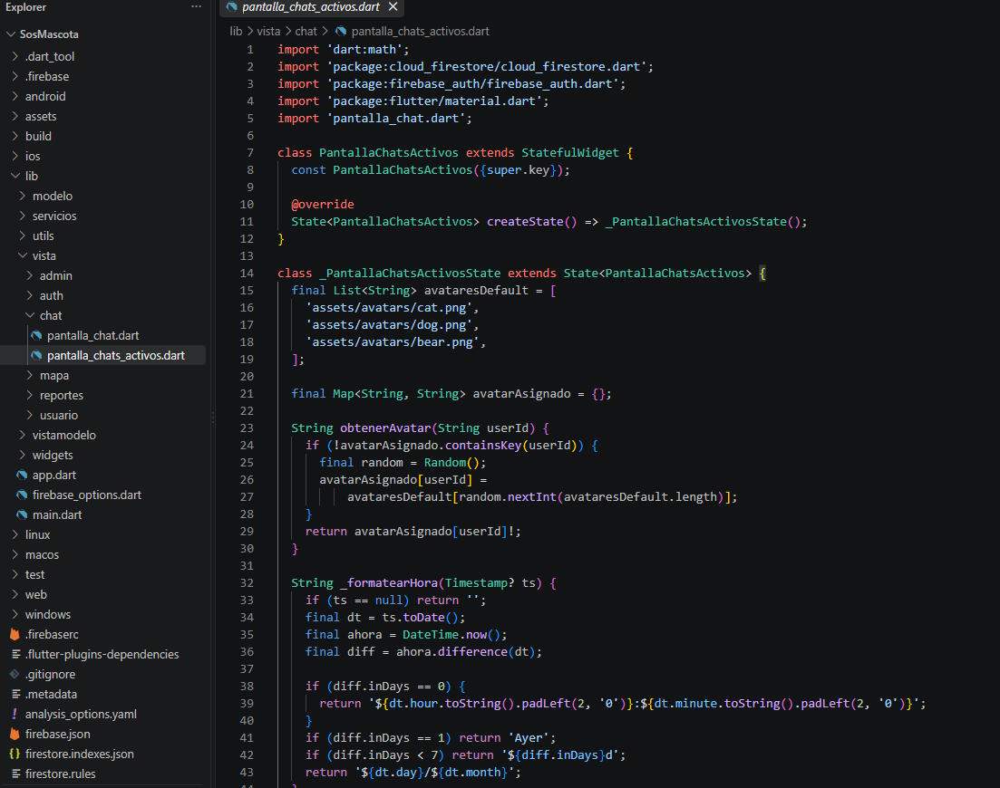 Explorer
SosMascota
.dart_tool
.firebase
android
assets
build
ios
lib
modelo
servicios
utils
vista
admin
auth
chat
pantalla_chat.dart
pantalla_chats_activos.dart
mapa
reportes
usuario
vistamodelo
widgets
app.dart
firebase_options.dart
main.dart
linux
macos
test
web
windows
.firebaserc
.flutter-plugins-dependencies
.gitignore
.metadata
analysis_options.yaml
firebase.json
firestore.indexes.json
firestore.rules
pantalla_chats_activos.dart
lib > vista > chat > pantalla_chats_activos.dart
1 import 'dart:math';
2 import 'package:cloud_firestore/cloud_firestore.dart';
3 import 'package:firebase_auth/firebase_auth.dart';
4 import 'package:flutter/material.dart';
5 import 'pantalla_chat.dart';
6
7 class PantallaChatsActivos extends StatefulWidget {
8   const PantallaChatsActivos({super.key});
9
10   @override
11   State<PantallaChatsActivos> createState() => _PantallaChatsActivosState();
12 }
13
14 class _PantallaChatsActivosState extends State<PantallaChatsActivos> {
15   final List<String> avataresDefault = [
16     'assets/avatars/cat.png',
17     'assets/avatars/dog.png',
18     'assets/avatars/bear.png',
19   ];
20
21   final Map<String, String> avatarAsignado = {};
22
23   String obtenerAvatar(String userId) {
24     if (!avatarAsignado.containsKey(userId)) {
25       final random = Random();
26       avatarAsignado[userId] =
27           avataresDefault[random.nextInt(avataresDefault.length)];
28     }
29     return avatarAsignado[userId]!;
30   }
31
32   String _formatearHora(Timestamp? ts) {
33     if (ts == null) return '';
34     final dt = ts.toDate();
35     final ahora = DateTime.now();
36     final diff = ahora.difference(dt);
37
38     if (diff.inDays == 0) {
39       return '${dt.hour.toString().padLeft(2, '0')}:${dt.minute.toString().padLeft(2, '0')}';
40     }
41     if (diff.inDays == 1) return 'Ayer';
42     if (diff.inDays < 7) return '${diff.inDays}d';
43     return '${dt.day}/${dt.month}';